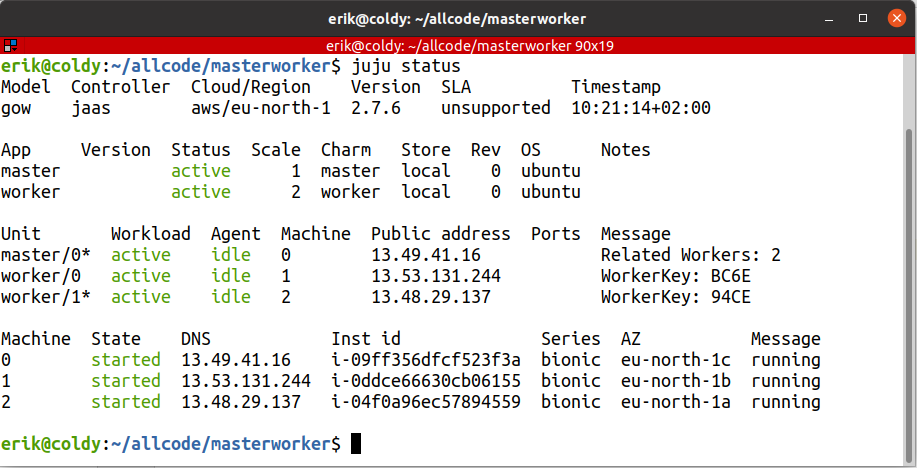 erik@coldy: ~/allcode/masterworker
erik@coldy: ~/allcode/masterworker 90x19
erik@coldy:~/allcode/masterworker$ juju status
Model  Controller  Cloud/Region    Version  SLA          Timestamp
gow    jaas        aws/eu-north-1  2.7.6    unsupported  10:21:14+02:00
App     Version  Status  Scale  Charm   Store  Rev  OS      Notes
master           active      1  master  local    0  ubuntu
worker           active      2  worker  local    0  ubuntu
Unit       Workload  Agent  Machine  Public address  Ports  Message
master/0*  active    idle   0        13.49.41.16            Related Workers: 2
worker/0   active    idle   1        13.53.131.244          WorkerKey: BC6E
worker/1*  active    idle   2        13.48.29.137           WorkerKey: 94CE
Machine  State    DNS            Inst id              Series  AZ           Message
0        started  13.49.41.16    i-09ff356dfcf523f3a  bionic  eu-north-1c  running
1        started  13.53.131.244  i-0ddce66630cb06155  bionic  eu-north-1b  running
2        started  13.48.29.137   i-04f0a96ec57894559  bionic  eu-north-1a  running
erik@coldy:~/allcode/masterworker$